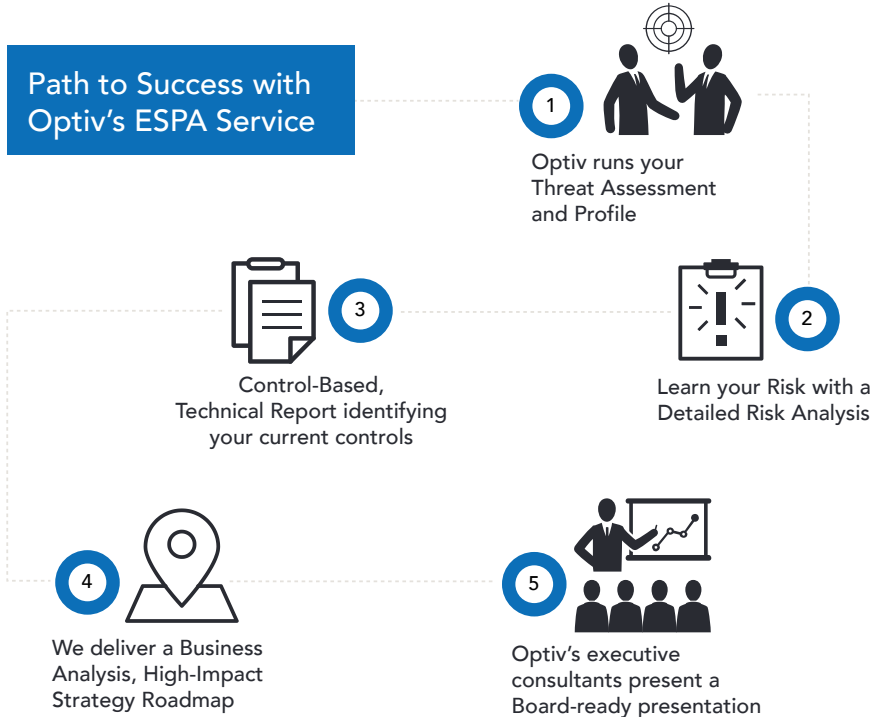 Path to Success with
Optiv's ESPA Service
1
Optiv runs your
Threat Assessment
and Profile
2
Learn your Risk with a
Detailed Risk Analysis
3
Control-Based,
Technical Report identifying
your current controls
4
We deliver a Business
Analysis, High-Impact
Strategy Roadmap
5
Optiv’s executive
consultants present a
Board-ready presentation